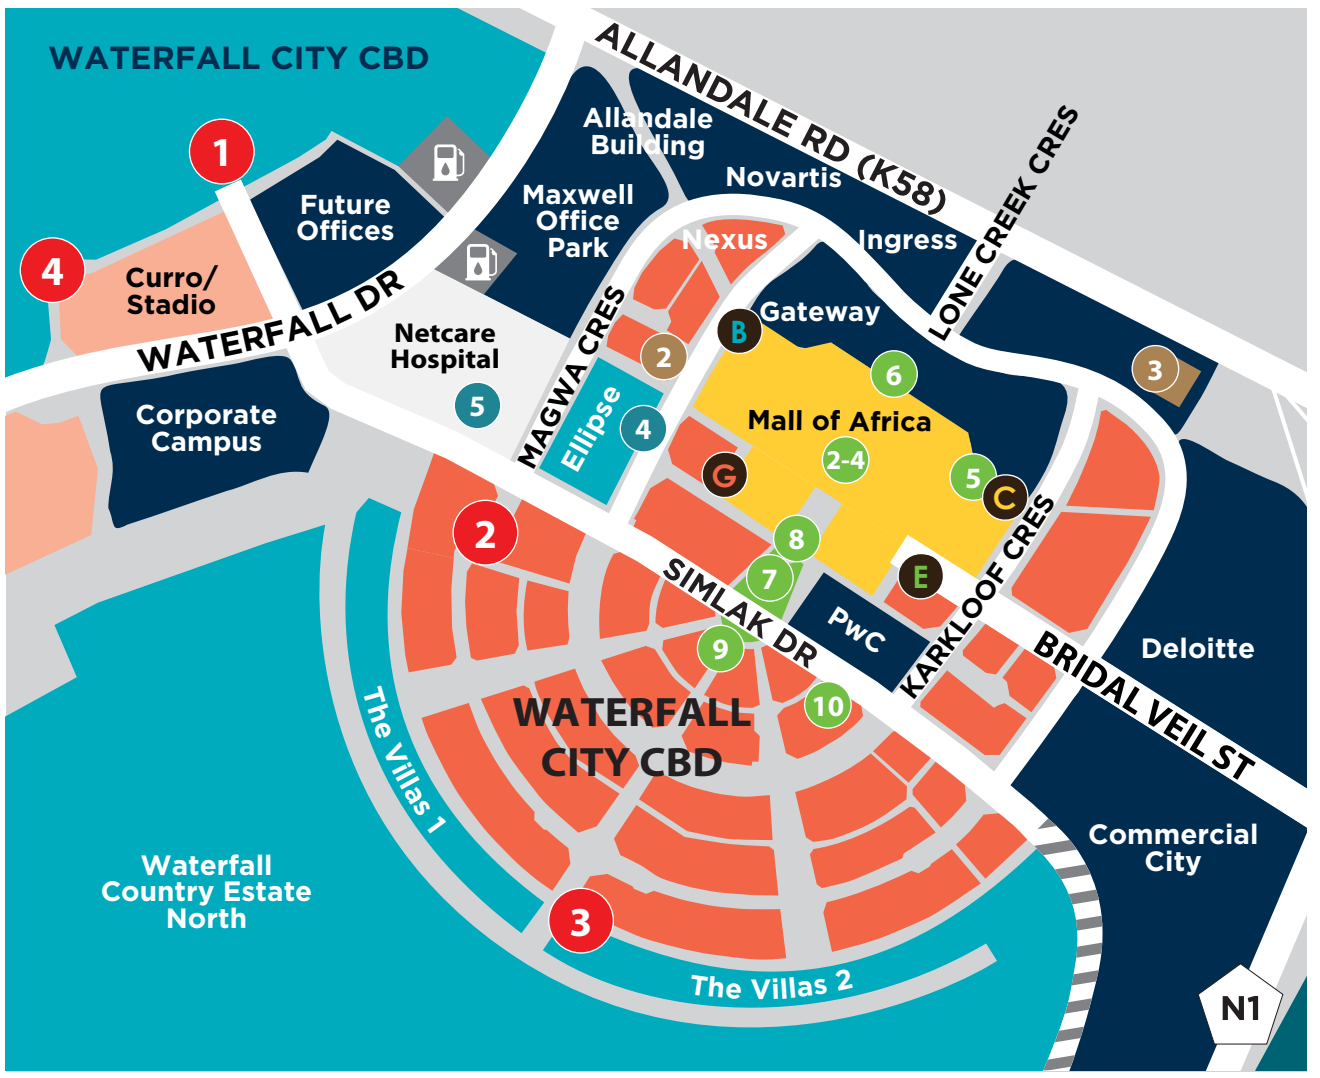 WATERFALL CITY CBD
ALLANDALE RD (K58)
LONE CREEK CRES
Allandale
Building
Novartis
Ingress
1
Future
Offices
Maxwell
Office
Park
Nexus
4
Curro/
Stadio
WATERFALL DR
Netcare
Hospital
5
MAGWA CRES
2
Ellipse
4
B
Gateway
6
3
Mall of Africa
2-4
5
C
G
Corporate
Campus
2
8
7
E
SIMLAK DR
PwC
KARKLOOF CRES
9
10
BRIDAL VEIL ST
Deloitte
WATERFALL
CITY CBD
The Villas 1
Waterfall
Country Estate
North
3
The Villas 2
Commercial
City
N1